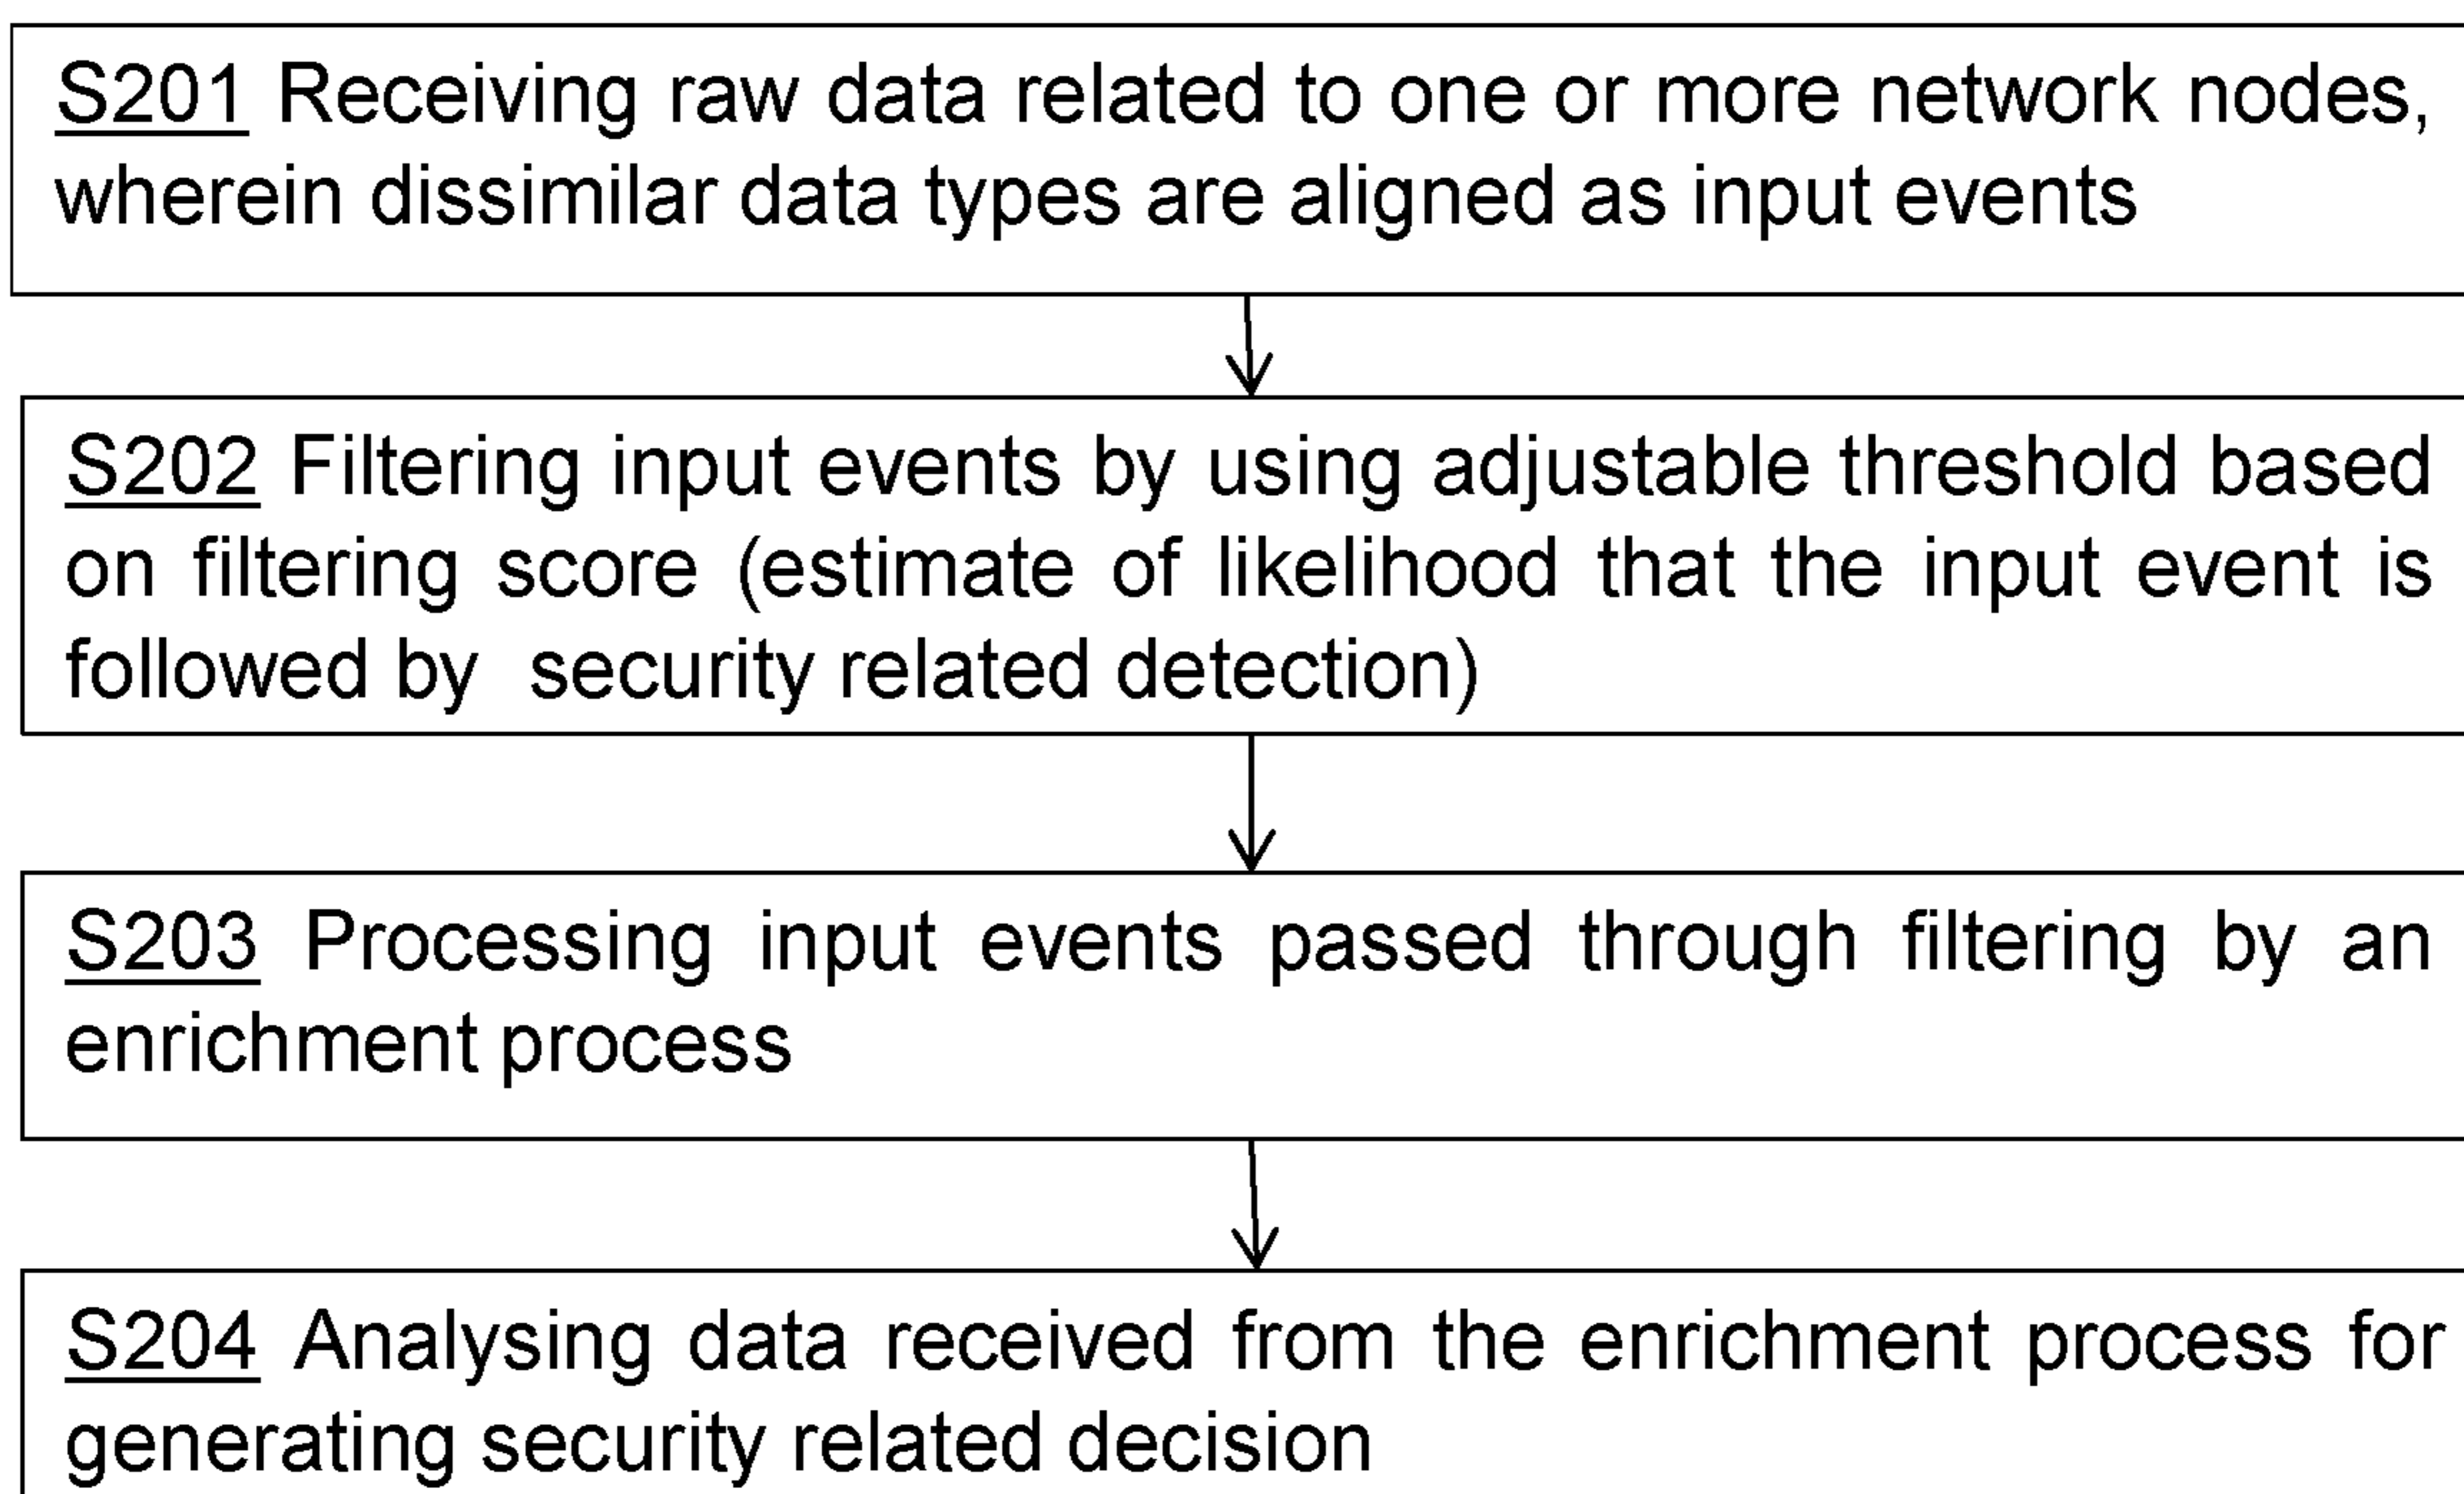 S201 Receiving raw data related to one or more network nodes,
wherein dissimilar data types are aligned as input events
S202 Filtering input events by using adjustable threshold based
on filtering score (estimate of likelihood that the input event is
followed by security related detection)
S203 Processing input events passed through filtering by an
enrichment process
S204 Analysing data received from the enrichment process for
generating security related decision